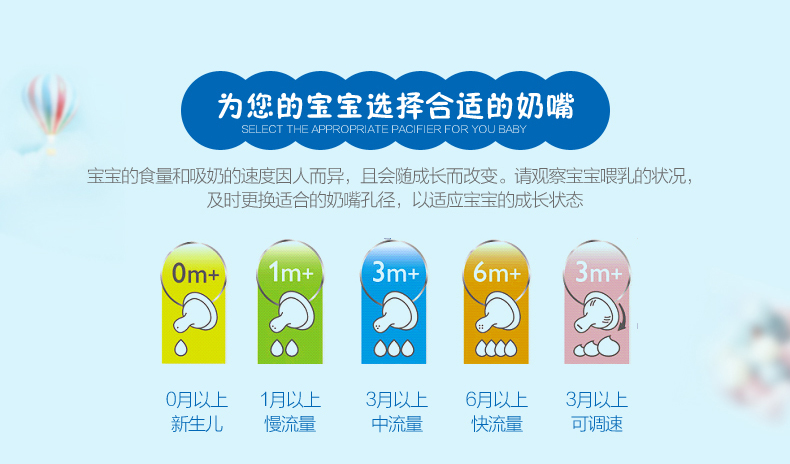 为您的宝宝选择合适的奶嘴
SELECT THE APPROPRIATE PACIFIER FOR YOU BABY
宝宝的食量和吸奶的速度因人而异，且会随成长而改变。请观察宝宝喂乳的状况，
及时更换适合的奶嘴孔径，以适应宝宝的成长状态
0m+ 1m+ 3m+ 6m+ 3m+
0月以上 1月以上 3月以上 6月以上 3月以上
新生儿 慢流量 中流量 快流量 可调速